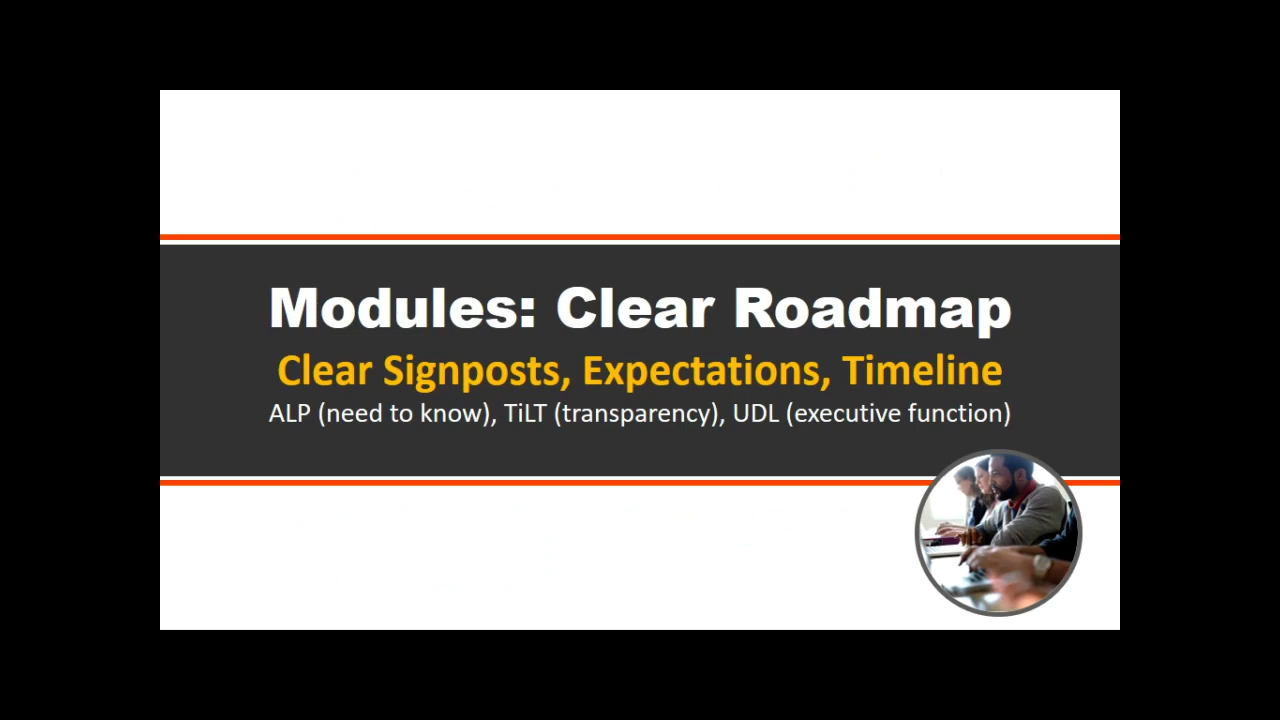 Modules: Clear Roadmap
Clear Signposts, Expectations, Timeline
ALP (need to know), TiLT (transparency), UDL (executive function)